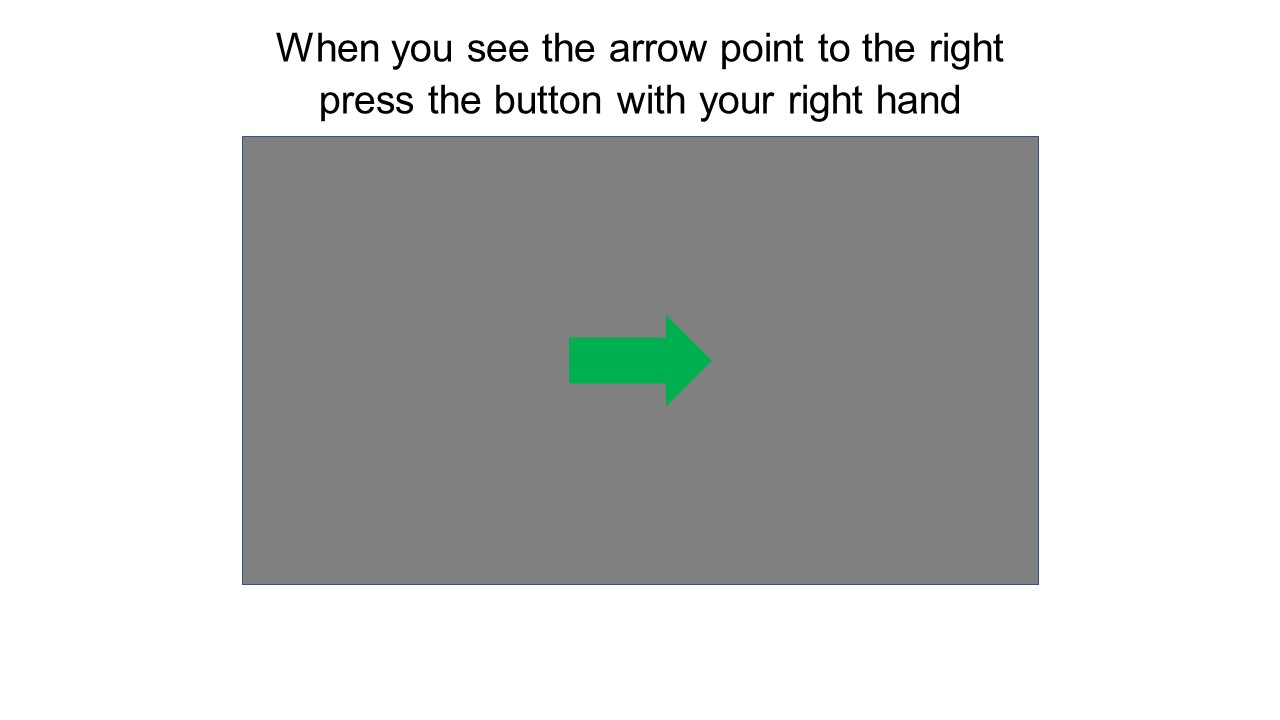 When you see the arrow point to the right
press the button with your right hand